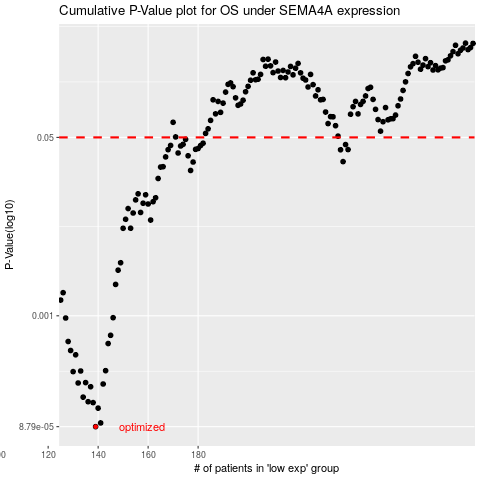 Cumulative P-Value plot for OS under SEMA4A expression
P-Value(log10)
0.05
0.001
8.79e-05
optimized
00 120 140 160 180
# of patients in 'low exp' group